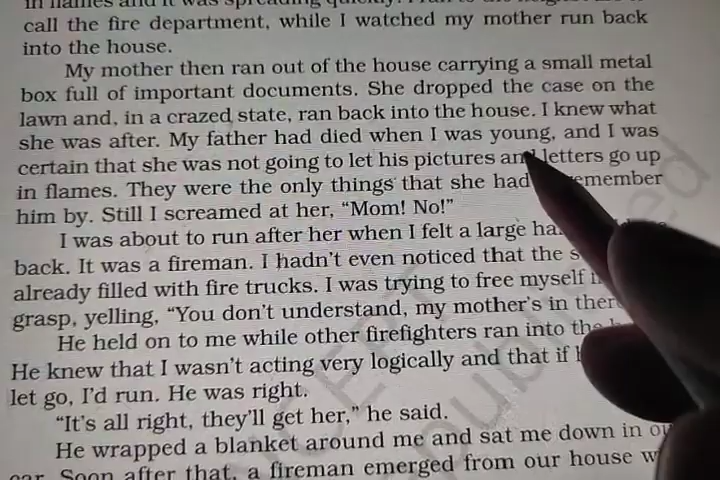 call the fire department, while I watched my mother run back
into the house.
My mother then ran out of the house carrying a small metal
box full of important documents. She dropped the case on the
lawn and, in a crazed state, ran back into the house. I knew what
she was after. My father had died when I was young, and I was
certain that she was not going to let his pictures and letters go up
in flames. They were the only things that she had remember
him by. Still I screamed at her, “Mom! No!”
I was about to run after her when I felt a large
back. It was a fireman. I hadn’t even noticed that the
already filled with fire trucks. I was trying to free myself
grasp, yelling, “You don’t understand, my mother’s in
He held on to me while other firefighters ran into the
He knew that I wasn’t acting very logically and that if
let go, I’d run. He was right.
“It’s all right, they’ll get her,” he said.
He wrapped a blanket around me and sat me down in
car. Soon after that, a fireman emerged from our house